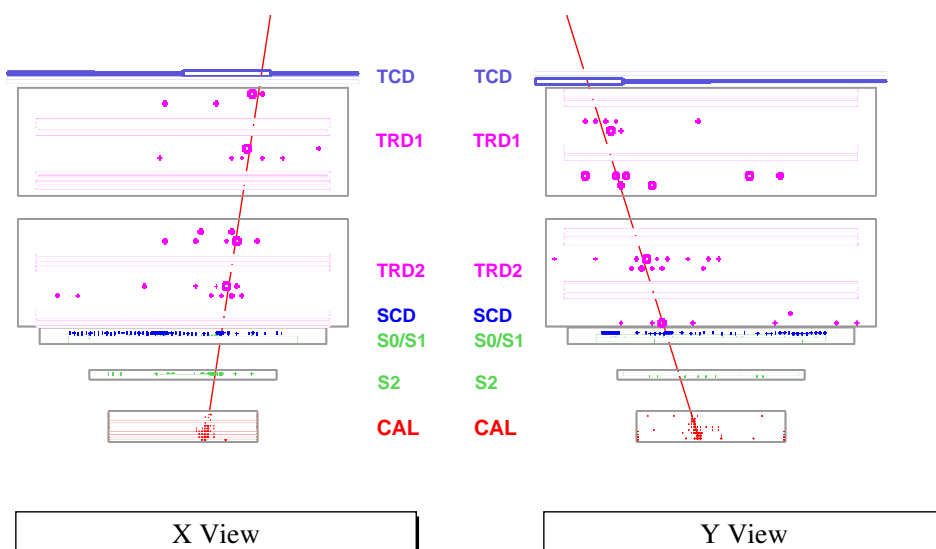 TCD TCD
TRD1 TRD1
TRD2 TRD2
SCD SCD
S0/S1 S0/S1
S2 S2
CAL CAL
X View Y View